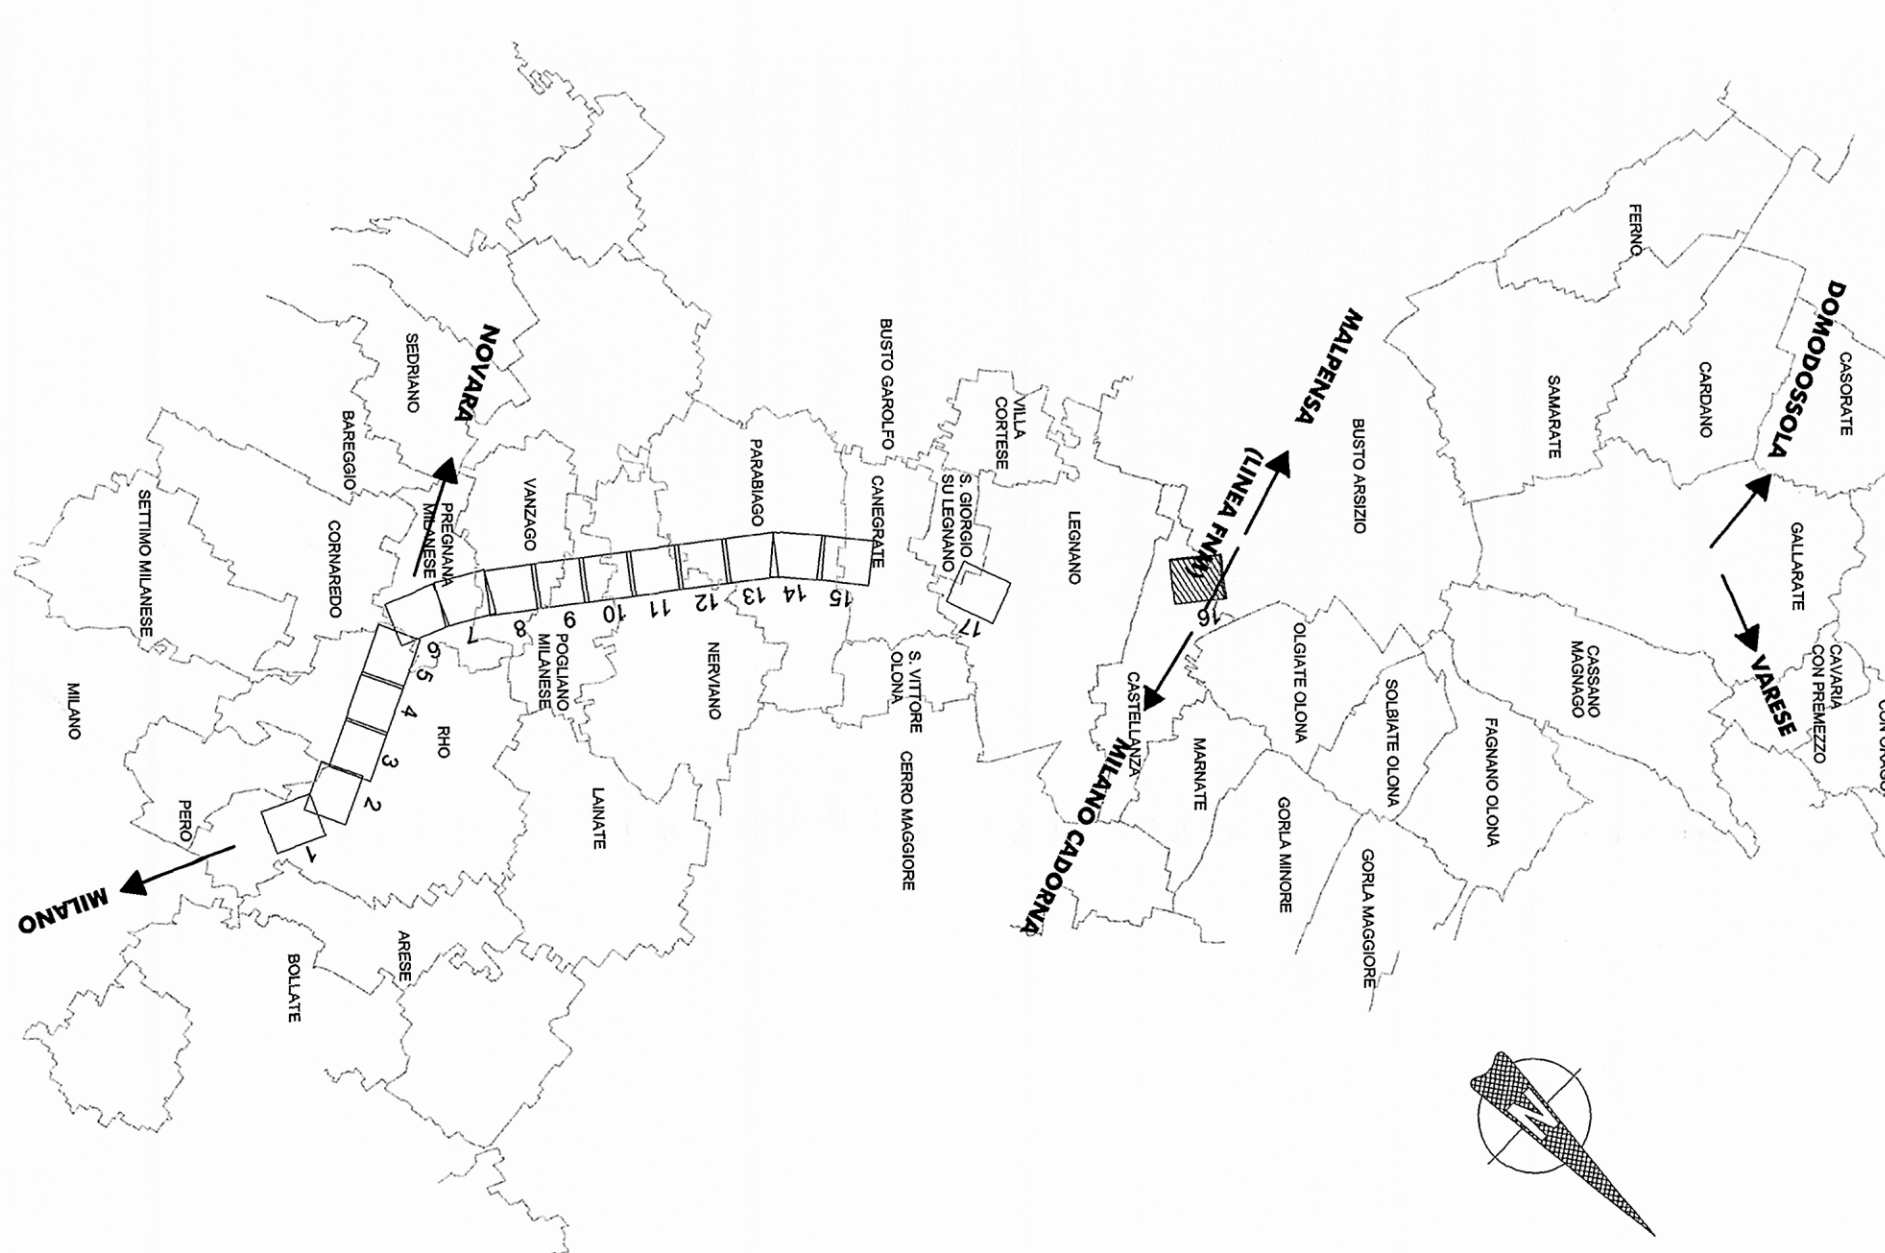 FERNO
DOMODOSSOLA
CASORATE
CARDANO
SAMARATE
MALPENSA
(LINEA FNM)
BUSTO ARSIZIO
BUSTO GAROLFO
NOVARA
SEDRIANO
BAREGGIO
VILLA
CORTESE
PARABIAGO
CANEGRATE
S. GIORGIO
SU LEGNANO
LEGNANO
VANZAGO
PREGNANA
MILANESE
CORNAREDO
SETTIMO MILANESE
GALLARATE
CAVARIA
CON PREMEZZO
VARESE
CASSANO
MAGNAGO
OLGIATE OLONA
SOLBIATE OLONA
FAGNANO OLONA
CASTELLANZA
MARNATE
GORLA MINORE
GORLA MAGGIORE
MILANO CADORNA
S. VITTORE
OLONA
CERRO MAGGIORE
NERVIANO
POGLIANO
MILANESE
LAINATE
RHO
MILANO
PERO
MILANO
ARESE
BOLLATE
1
2
3
4
5
6
7
8
9
10
11
12
13
14
15
16
17
N